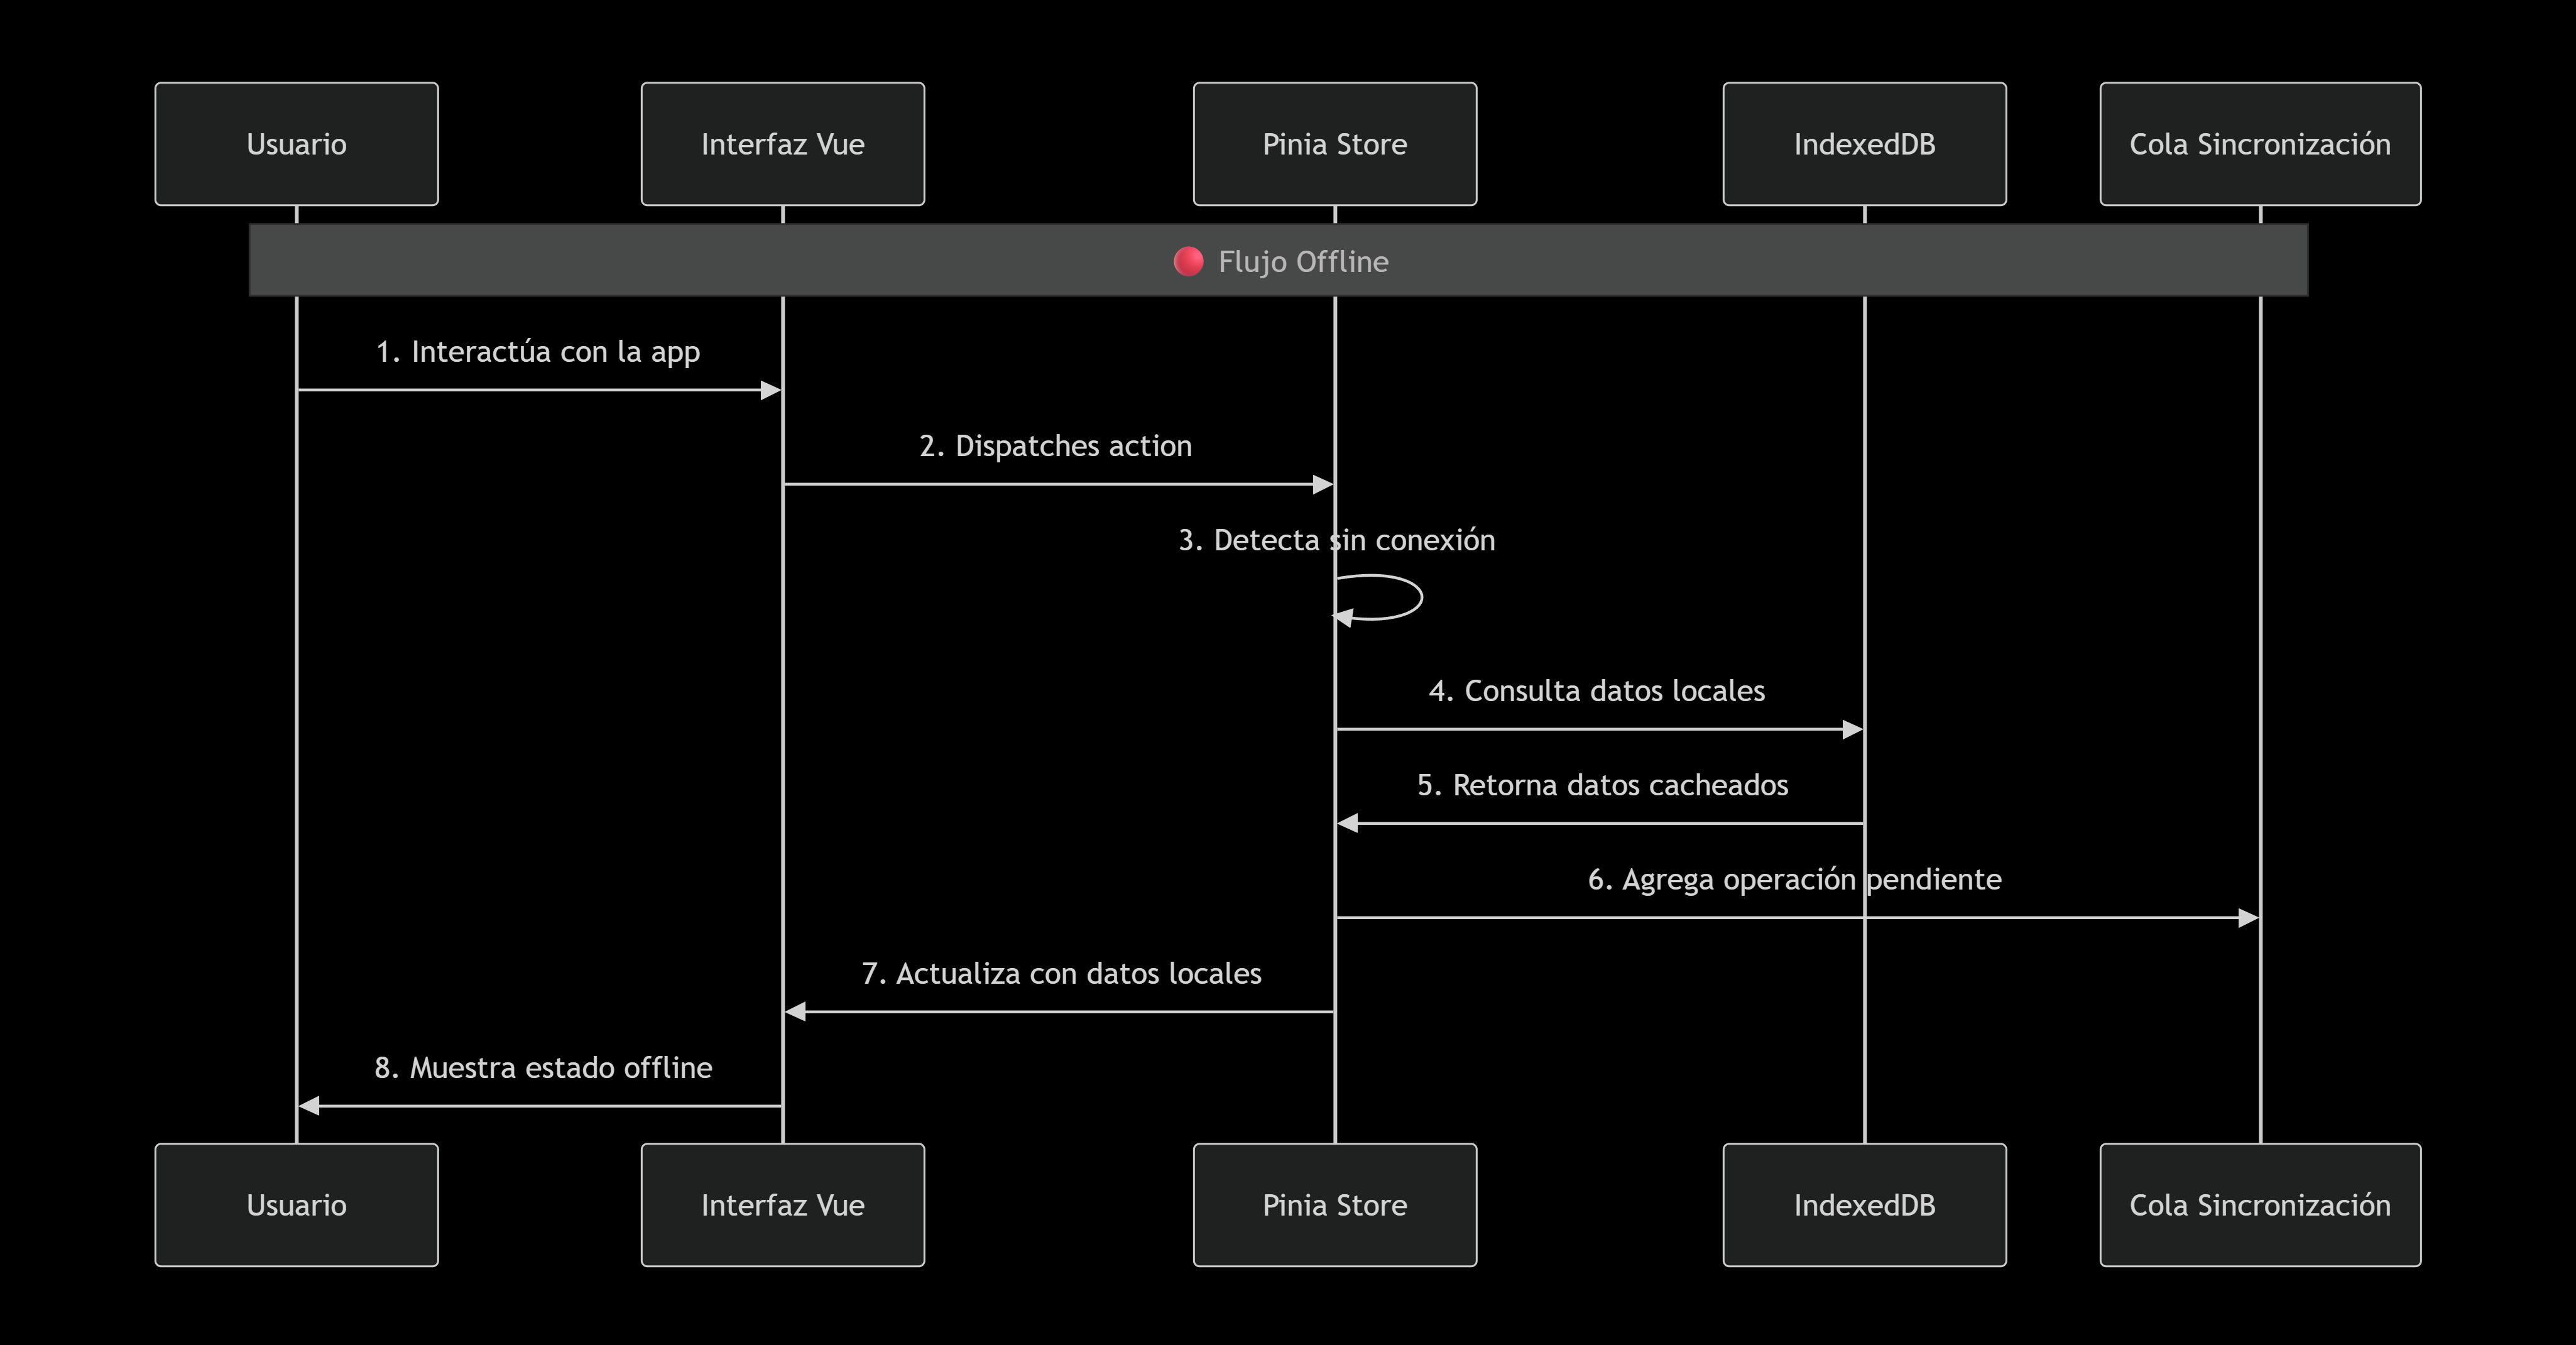 Usuario
Interfaz Vue
Pinia Store
IndexedDB
Cola Sincronización
🔴 Flujo Offline
1. Interactúa con la app
2. Dispatches action
3. Detecta sin conexión
4. Consulta datos locales
5. Retorna datos cacheados
6. Agrega operación pendiente
7. Actualiza con datos locales
8. Muestra estado offline
Usuario
Interfaz Vue
Pinia Store
IndexedDB
Cola Sincronización